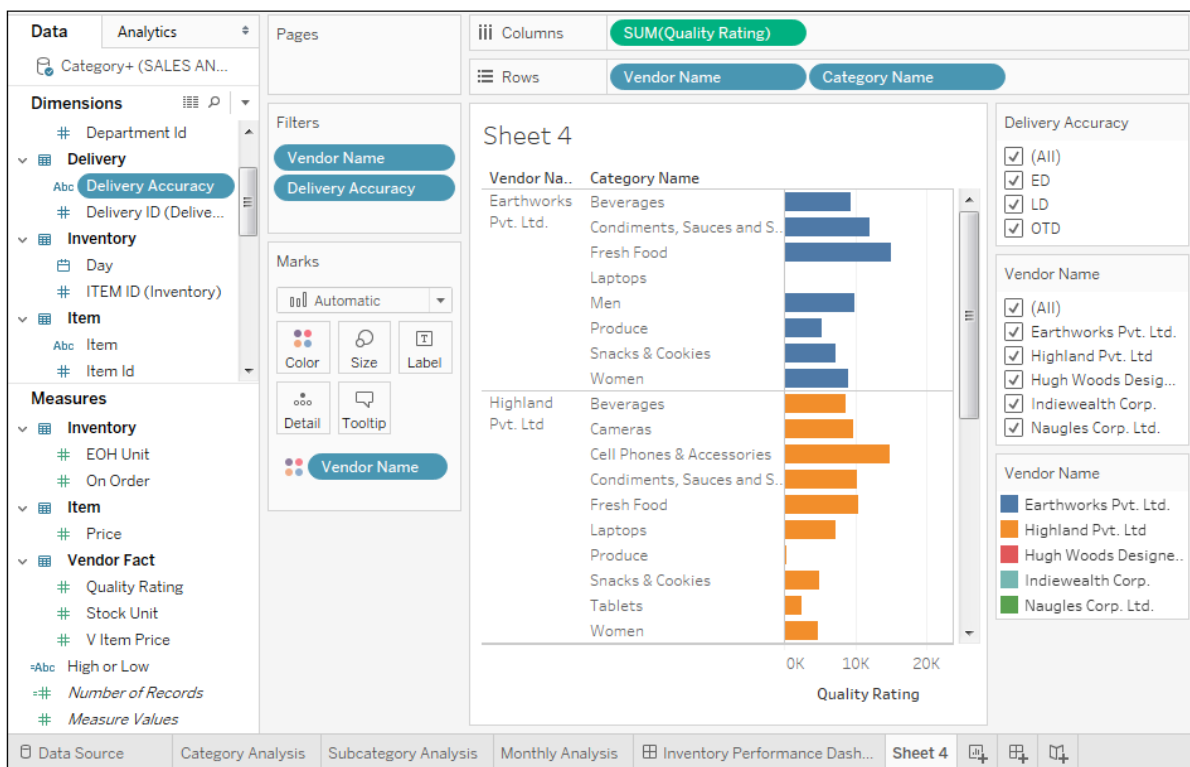 Data
Analytics
Category+ (SALES AN...
Dimensions
# Department Id
Delivery
Abc Delivery Accuracy
# Delivery ID (Delive...
Inventory
Day
# ITEM ID (Inventory)
Item
Abc Item
# Item Id
Measures
Inventory
# EOH Unit
# On Order
Item
# Price
Vendor Fact
# Quality Rating
# Stock Unit
# V Item Price
=Abc High or Low
=# Number of Records
# Measure Values
Pages
Filters
Vendor Name
Delivery Accuracy
Marks
Automatic
Color
Size
T
Label
Detail
Tooltip
Vendor Name
Columns
SUM(Quality Rating)
Rows
Vendor Name
Category Name
Sheet 4
Vendor Na.. Category Name
Earthworks
Pvt. Ltd.
Beverages
Condiments, Sauces and S..
Fresh Food
Laptops
Men
Produce
Snacks & Cookies
Women
Highland
Pvt. Ltd
Beverages
Cameras
Cell Phones & Accessories
Condiments, Sauces and S..
Fresh Food
Laptops
Produce
Snacks & Cookies
Tablets
Women
0K 10K 20K
Quality Rating
Delivery Accuracy
(All)
ED
LD
OTD
Vendor Name
(All)
Earthworks Pvt. Ltd.
Highland Pvt. Ltd
Hugh Woods Desig...
Indiewealth Corp.
Naugles Corp. Ltd.
Vendor Name
Earthworks Pvt. Ltd.
Highland Pvt. Ltd
Hugh Woods Designe..
Indiewealth Corp.
Naugles Corp. Ltd.
Data Source
Category Analysis
Subcategory Analysis
Monthly Analysis
Inventory Performance Dash...
Sheet 4